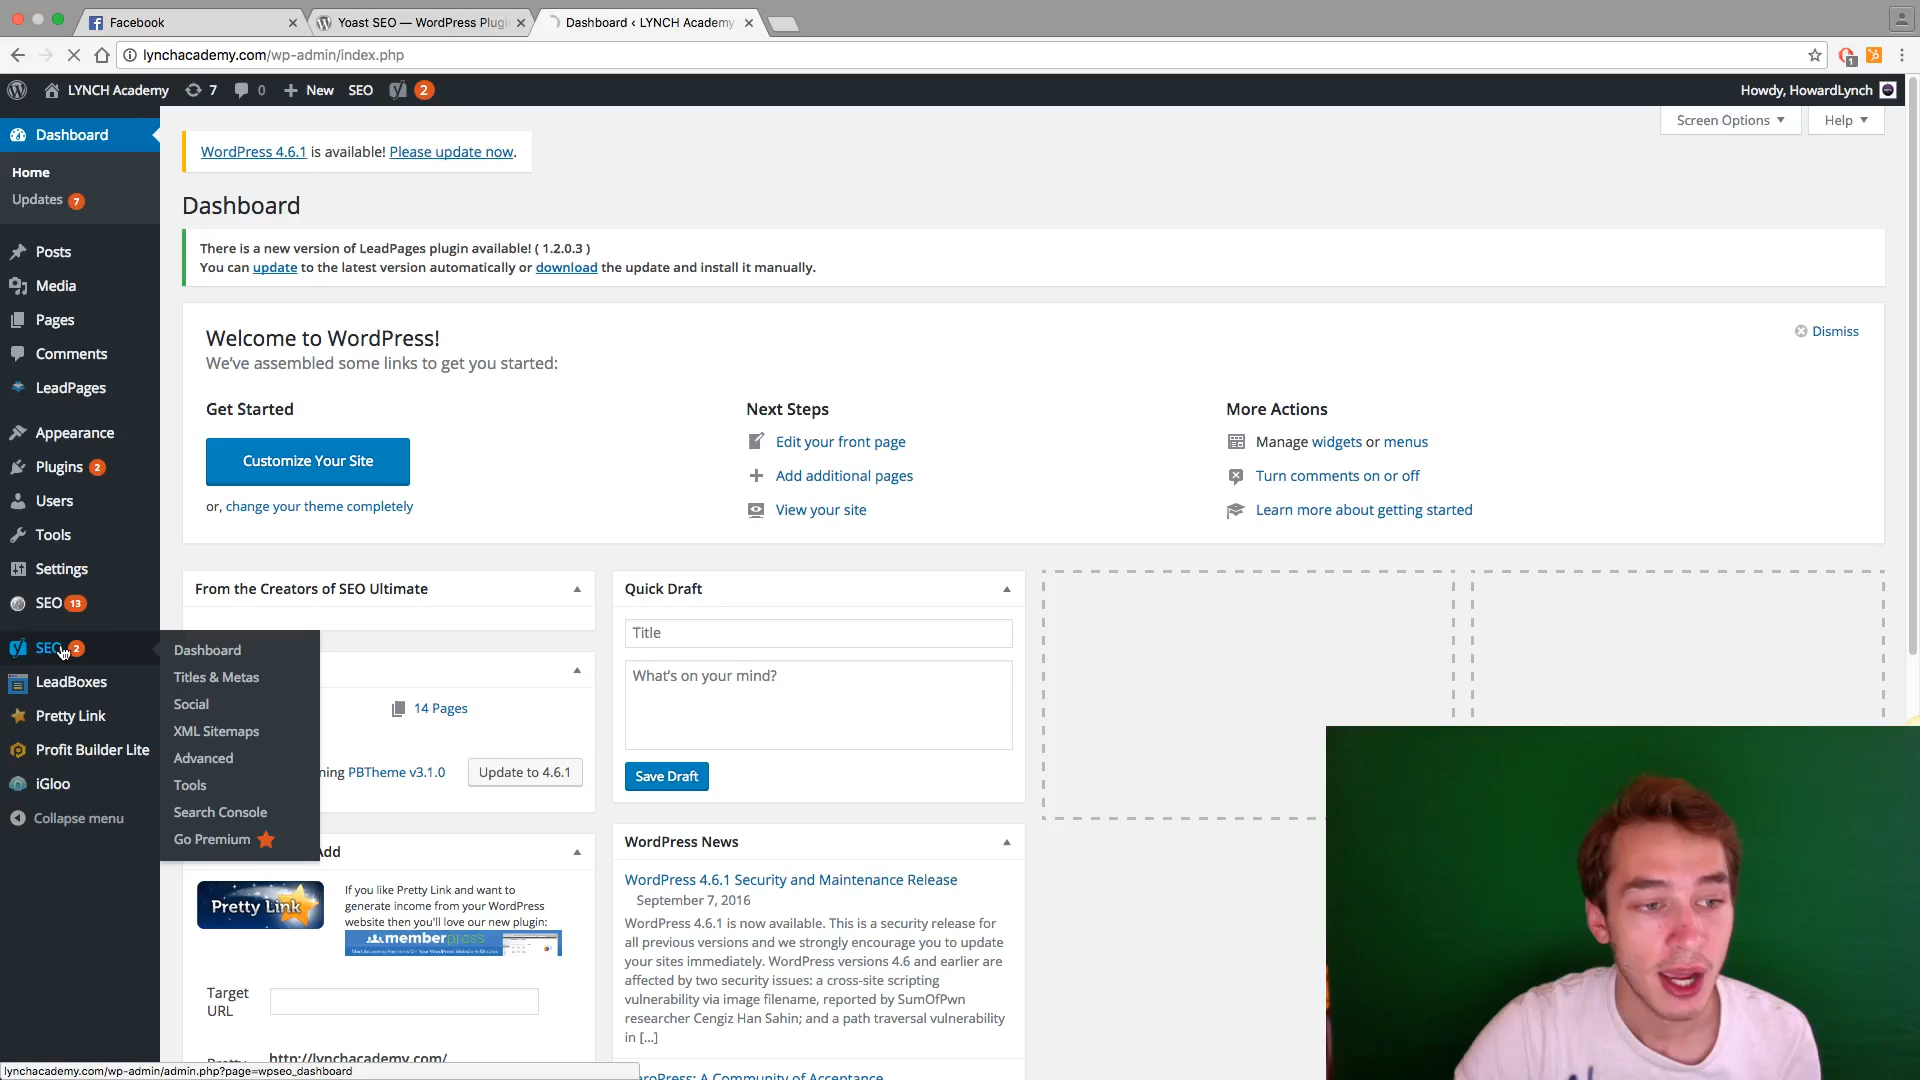 Facebook
Yoast SEO — WordPress Plugi
Dashboard ‹ LYNCH Academy
lynchacademy.com/wp-admin/index.php
1
LYNCH Academy
7
0
New
SEO
2
Howdy, HowardLynch
Dashboard
Home
Updates 7
Posts
Media
Pages
Comments
LeadPages
Appearance
Plugins 2
Users
Tools
Settings
SEO 13
SEO 2
LeadBoxes
Pretty Link
Profit Builder Lite
iGloo
Collapse menu
Dashboard
Titles & Metas
Social
XML Sitemaps
Advanced
Tools
Search Console
Go Premium
Screen Options
Help
WordPress 4.6.1 is available! Please update now.
Dashboard
There is a new version of LeadPages plugin available! ( 1.2.0.3 )
You can update to the latest version automatically or download the update and install it manually.
Welcome to WordPress!
We've assembled some links to get you started:
Dismiss
Get Started
Customize Your Site
or, change your theme completely
Next Steps
Edit your front page
Add additional pages
View your site
More Actions
Manage widgets or menus
Turn comments on or off
Learn more about getting started
From the Creators of SEO Ultimate
14 Pages
ning PBTheme v3.1.0
Update to 4.6.1
Add
Pretty Link
If you like Pretty Link and want to
generate income from your WordPress
website then you'll love our new plugin:
memberpress
Target
URL
http://lynchacademy.com/
Quick Draft
Title
What's on your mind?
Save Draft
WordPress News
WordPress 4.6.1 Security and Maintenance Release
September 7, 2016
WordPress 4.6.1 is now available. This is a security release for
all previous versions and we strongly encourage you to update
your sites immediately. WordPress versions 4.6 and earlier are
affected by two security issues: a cross-site scripting
vulnerability via image filename, reported by SumOfPwn
researcher Cengiz Han Sahin; and a path traversal vulnerability
in [...]
eroPress: A Community of Acceptance
lynchacademy.com/wp-admin/admin.php?page=wpseo_dashboard